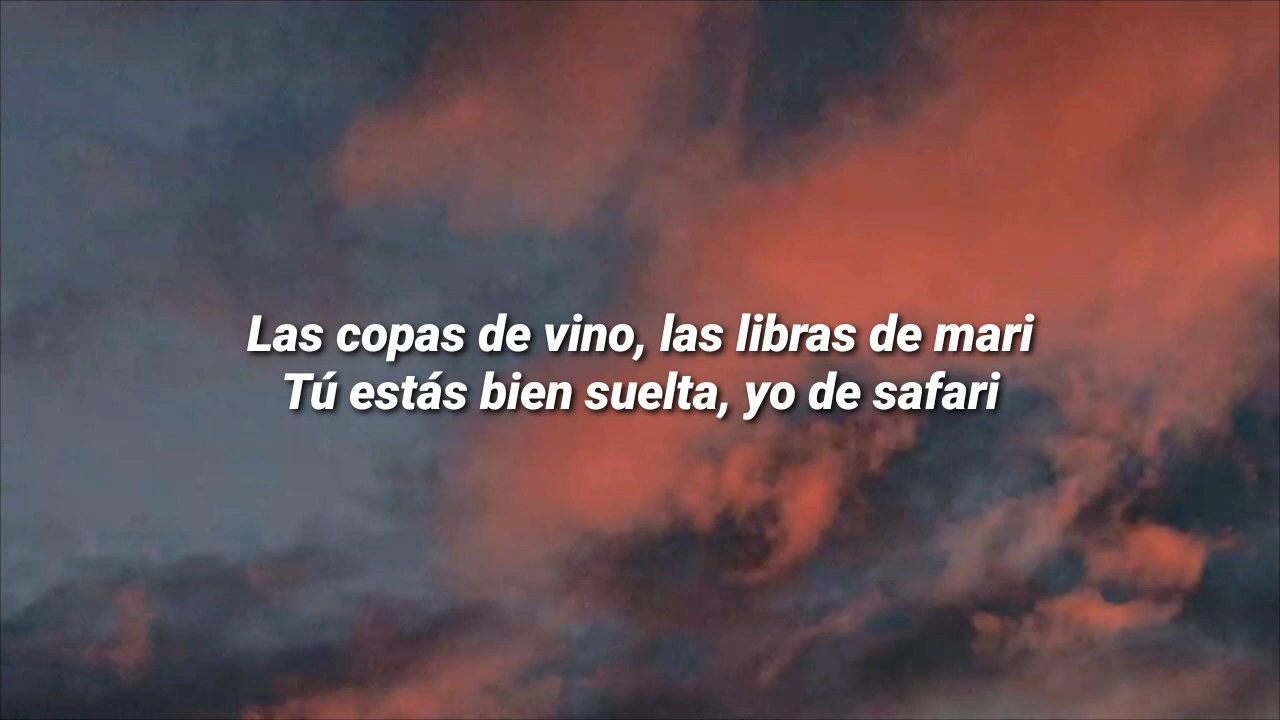 Las copas de vino, las libras de mari
Tú estás bien suelta, yo de safari